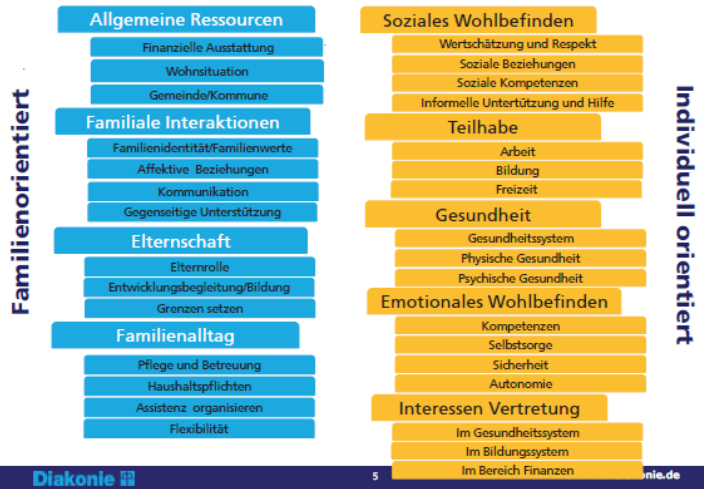 Familienorientiert
Allgemeine Ressourcen
Finanzielle Ausstattung
Wohnsituation
Gemeinde/Kommune
Familiale Interaktionen
Familienidentität/Familienwerte
Affektive Beziehungen
Kommunikation
Gegenseitige Unterstützung
Elternschaft
Elternrolle
Entwicklungsbegleitung/Bildung
Grenzen setzen
Familienalltag
Pflege und Betreuung
Haushaltspflichten
Assistenz organisieren
Flexibilität
Soziales Wohlbefinden
Wertschätzung und Respekt
Soziale Beziehungen
Soziale Kompetenzen
Informelle Untertützung und Hilfe
Teilhabe
Arbeit
Bildung
Freizeit
Gesundheit
Gesundheitssystem
Physische Gesundheit
Psychische Gesundheit
Emotionales Wohlbefinden
Kompetenzen
Selbstsorge
Sicherheit
Autonomie
Interessen Vertretung
Im Gesundheitssystem
Im Bildungssystem
Im Bereich Finanzen
Individuell orientiert
Diakonie
5
nie.de